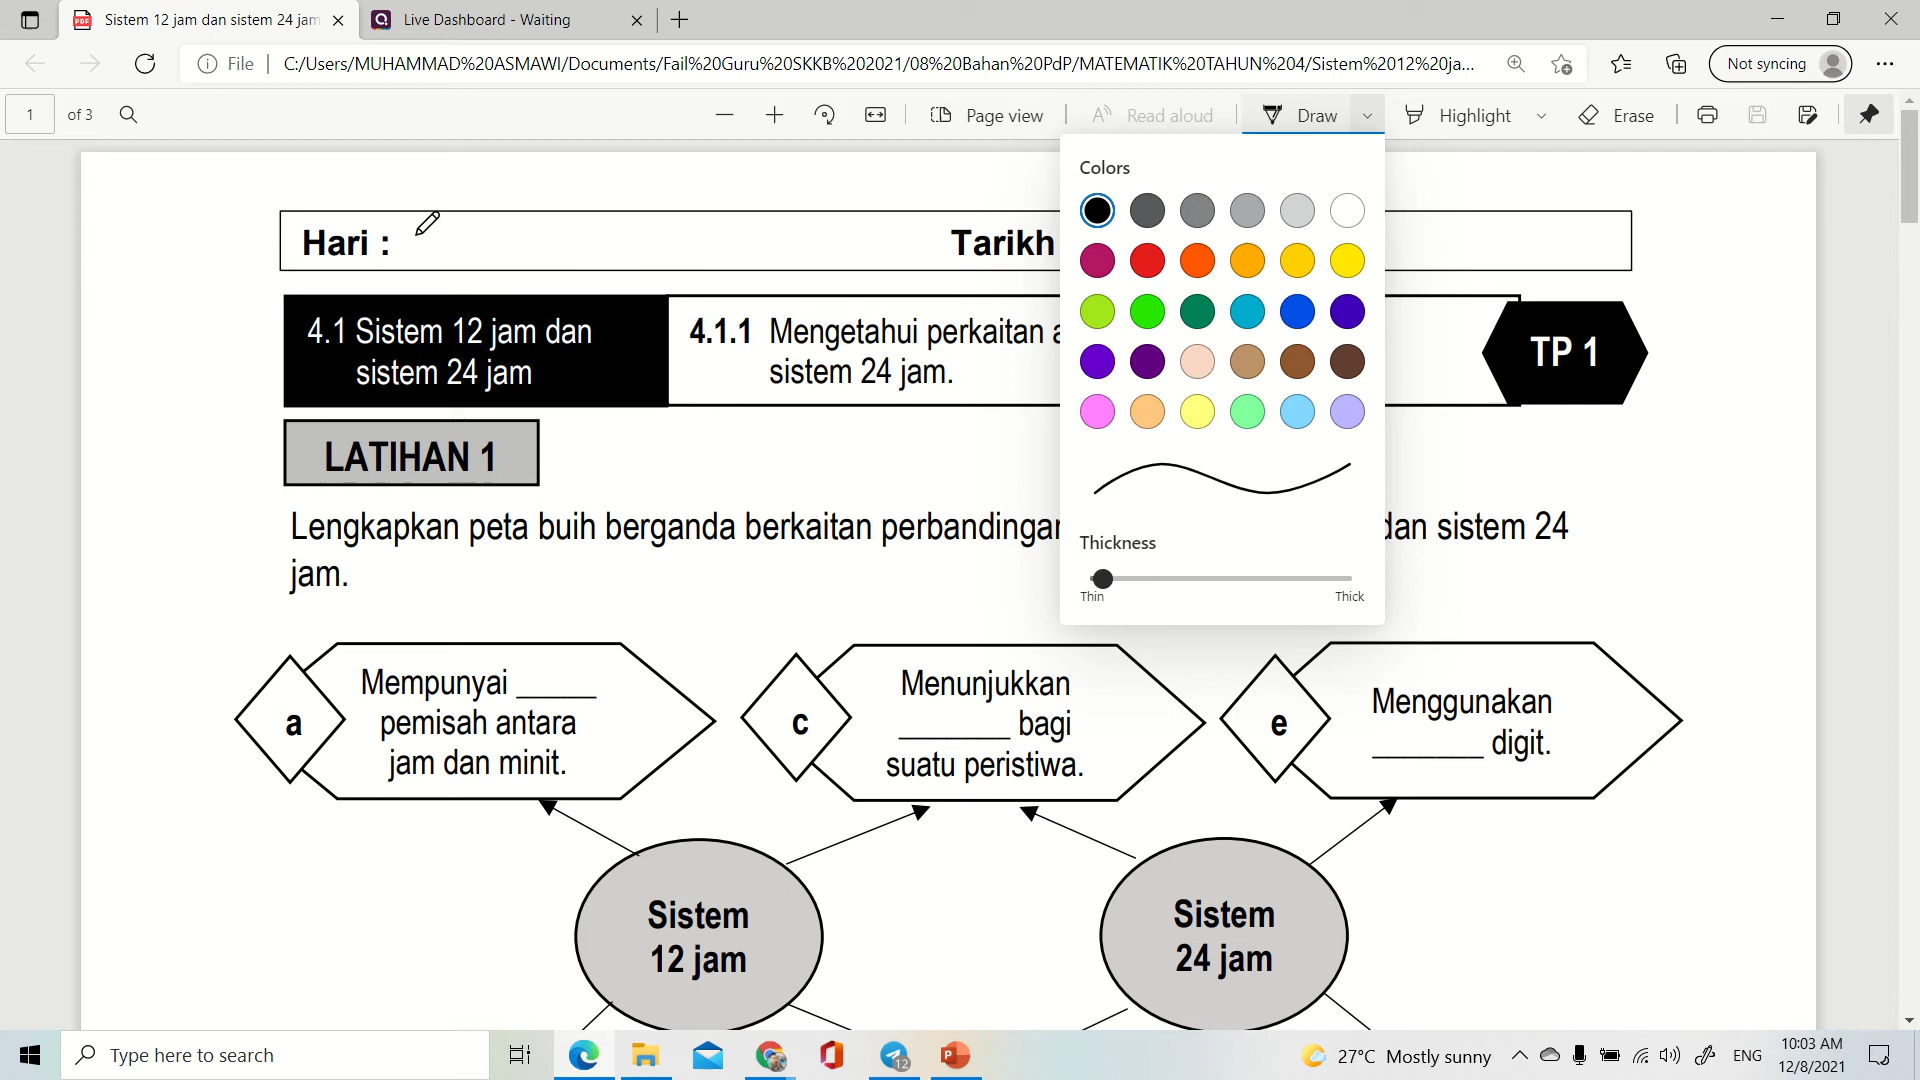 Sistem 12 jam dan sistem 24 jam
Live Dashboard - Waiting
File
C:/Users/MUHAMMAD%20ASMAWI/Documents/Fail%20Guru%20SKKB%202021/08%20Bahan%20PdP/MATEMATIK%20TAHUN%204/Sistem%2012%20ja...
Not syncing
1 of 3
Page view
Read aloud
Draw
Highlight
Erase
Colors
Hari :
Tarikh
4.1 Sistem 12 jam dan
sistem 24 jam
4.1.1 Mengetahui perkaitan a
sistem 24 jam.
TP 1
LATIHAN 1
Lengkapkan peta buih berganda berkaitan perbandingan dan sistem 24
jam.
Thickness
Thin
Thick
a
Mempunyai _____
pemisah antara
jam dan minit.
c
Menunjukkan
_______ bagi
suatu peristiwa.
e
Menggunakan
_______ digit.
Sistem
12 jam
Sistem
24 jam
Type here to search
12
27°C Mostly sunny
ENG
10:03 AM
12/8/2021